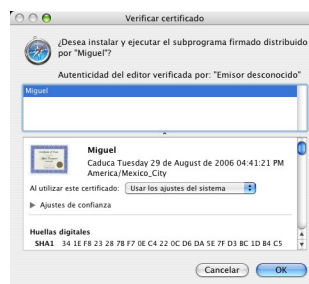 Verificar certificado
¿Desea instalar y ejecutar el subprograma firmado distribuido
por "Miguel"?
Autenticidad del editor verificada por: "Emisor desconocido"
Miguel
Miguel
Caduca Tuesday 29 de August de 2006 04:41:21 PM
America/Mexico_City
Al utilizar este certificado: Usar los ajustes del sistema
Ajustes de confianza
Huellas digitales
SHA1 34 1E F8 23 28 78 F7 0E C4 22 0C D6 DA 5E 7F D3 BC 1D B4 C5
Cancelar
OK